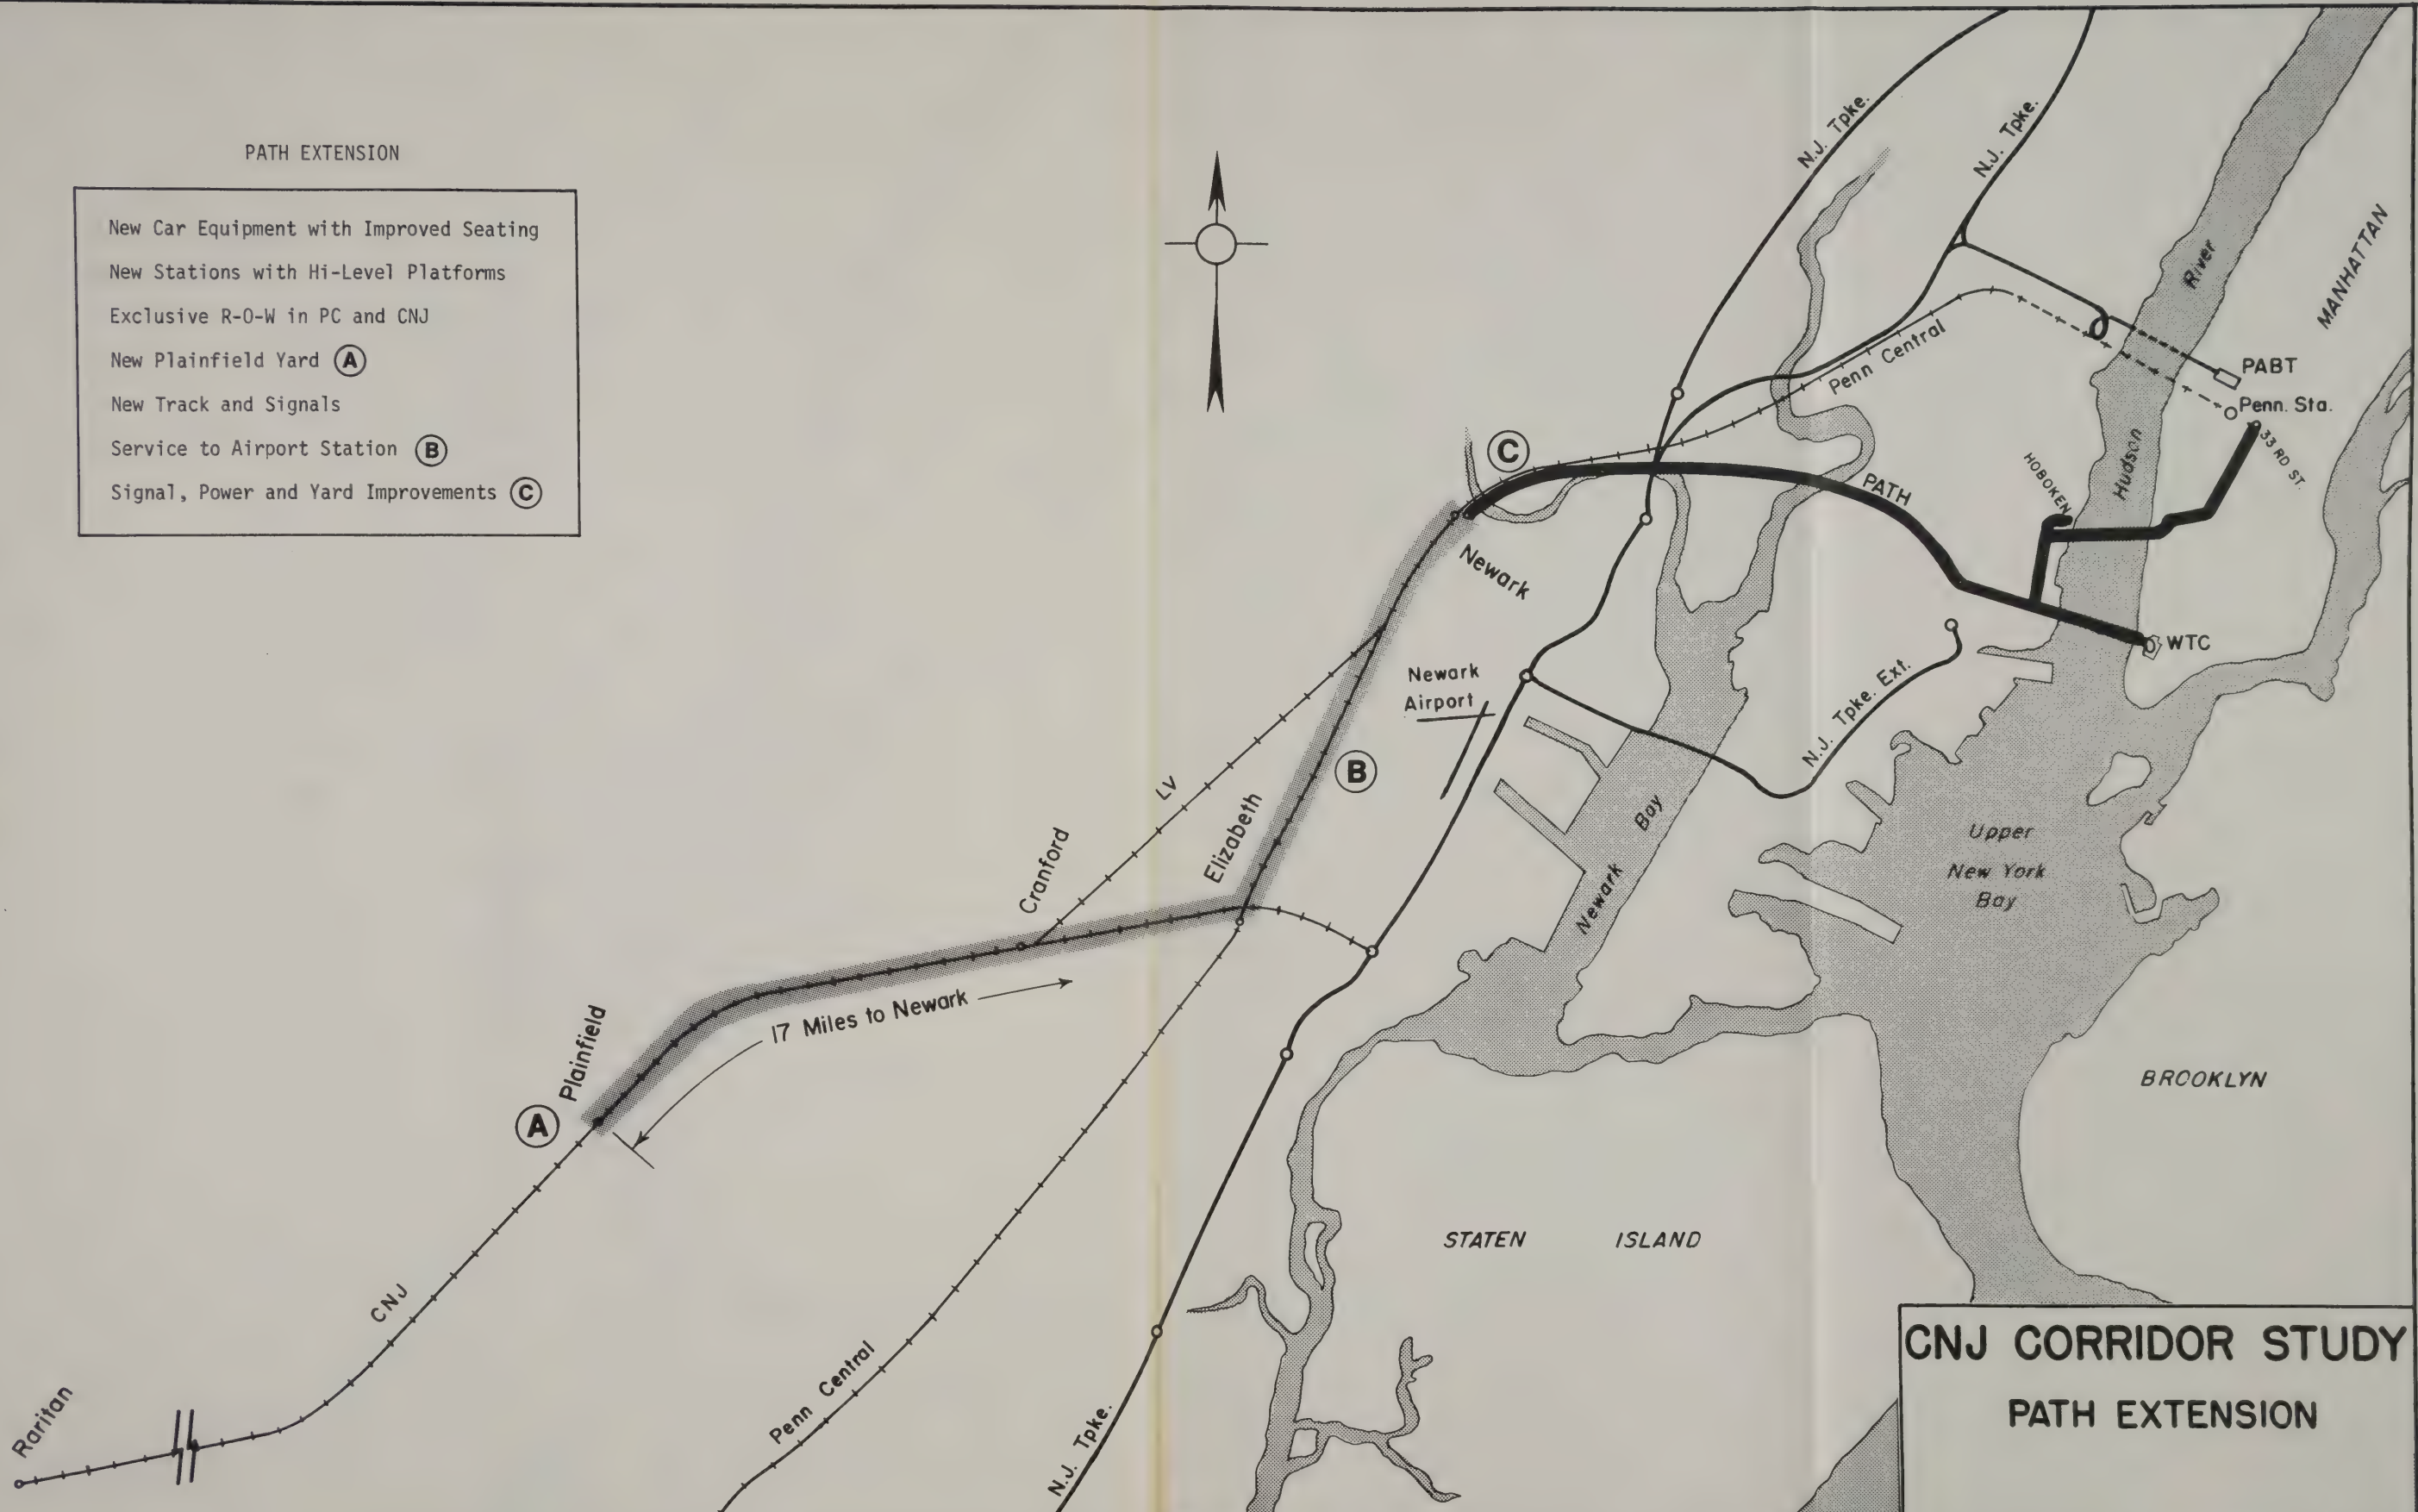 PATH EXTENSION
New Car Equipment with Improved Seating
New Stations with Hi-Level Platforms
Exclusive R-O-W in PC and CNJ
New Plainfield Yard A
New Track and Signals
Service to Airport Station B
Signal, Power and Yard Improvements C
N.J. Tpke.
N.J. Tpke.
River
MANHATTAN
Penn Central
PABT
Penn. Sta.
33 RD ST.
C
PATH
HOBOKEN
Hudson
Newark
WTC
Newark
Airport
N.J. Tpke. Ext.
B
LV
Cranford
Elizabeth
Newark Bay
Upper
New York
Bay
17 Miles to Newark
Plainfield
A
BROOKLYN
STATEN ISLAND
CNJ
Penn Central
N.J. Tpke.
Raritan
CNJ CORRIDOR STUDY
PATH EXTENSION